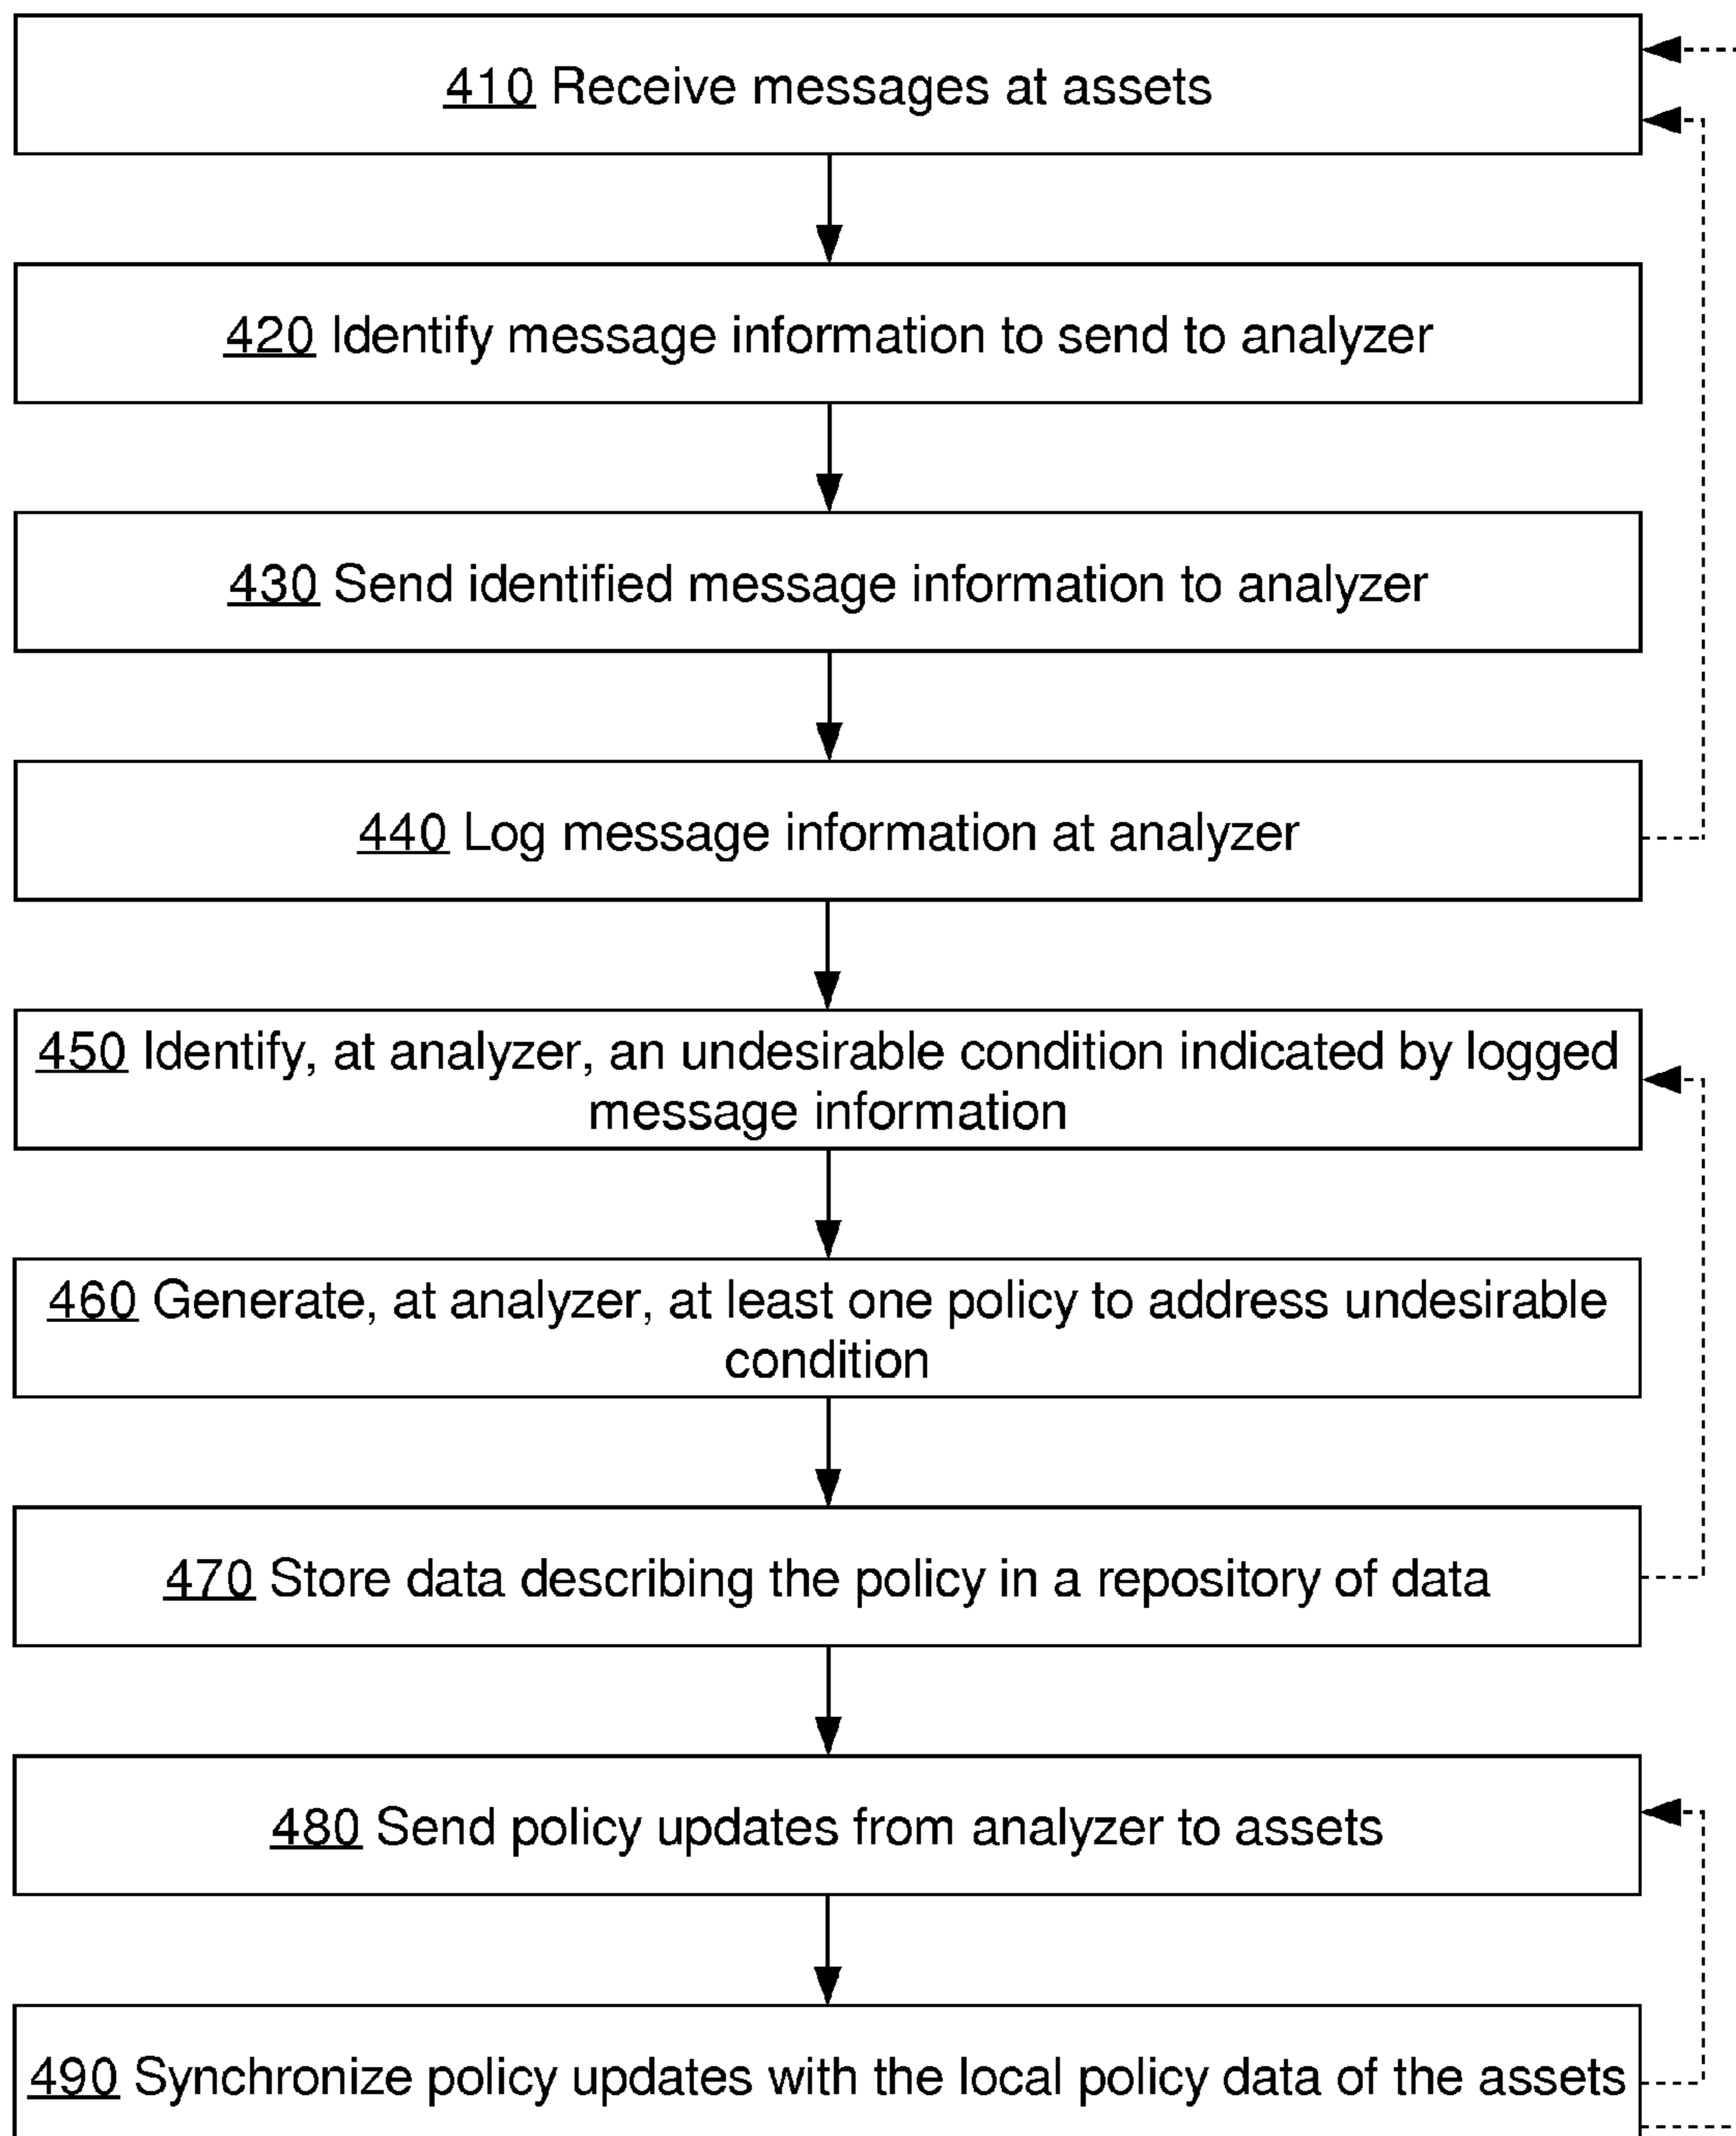 410 Receive messages at assets
420 Identify message information to send to analyzer
430 Send identified message information to analyzer
440 Log message information at analyzer
450 Identify, at analyzer, an undesirable condition indicated by logged
message information
460 Generate, at analyzer, at least one policy to address undesirable
condition
470 Store data describing the policy in a repository of data
480 Send policy updates from analyzer to assets
490 Synchronize policy updates with the local policy data of the assets